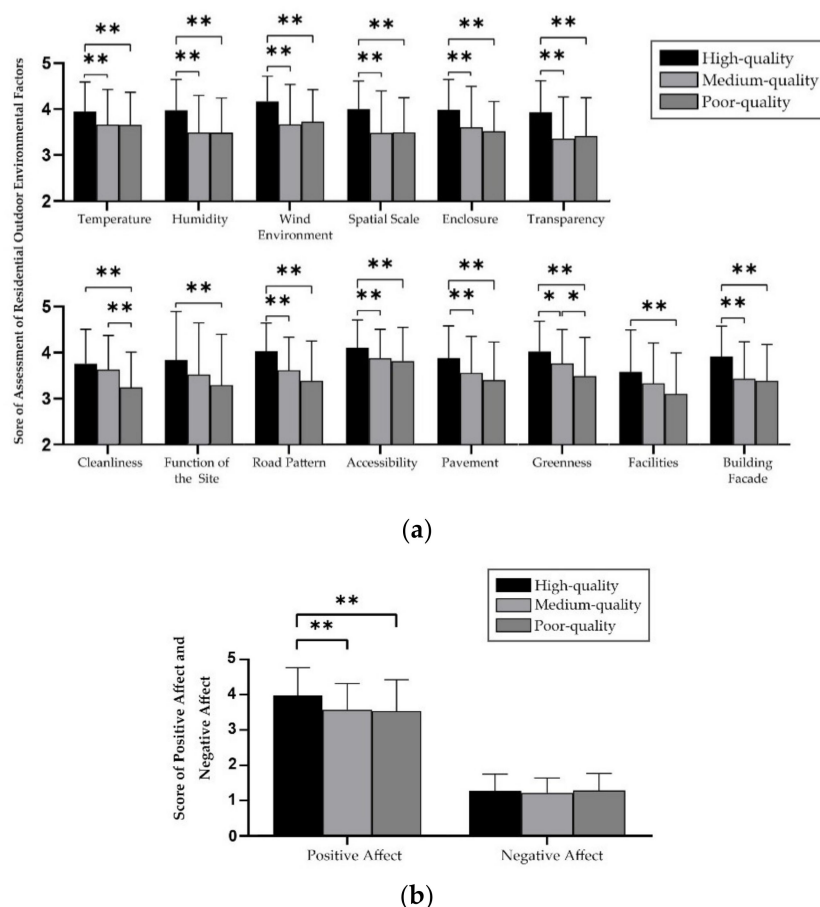 (a)
** ** ** ** ** **
** ** ** ** ** **
High-quality
Medium-quality
Poor-quality
Sore of Assessment of Residential Outdoor Environmental Factors
5
4
3
2
Temperature Humidity Wind Spatial Scale Enclosure Transparency
Environment
** ** ** ** ** ** ** **
** ** ** ** * * **
5
4
3
2
Cleanliness Function of Road Pattern Accessibility Pavement Greenness Facilities Building
the Site Facade
High-quality
Medium-quality
Poor-quality
**
**
Score of Positive Affect and
Negative Affect
5
4
3
2
1
0
Positive Affect Negative Affect
(b)